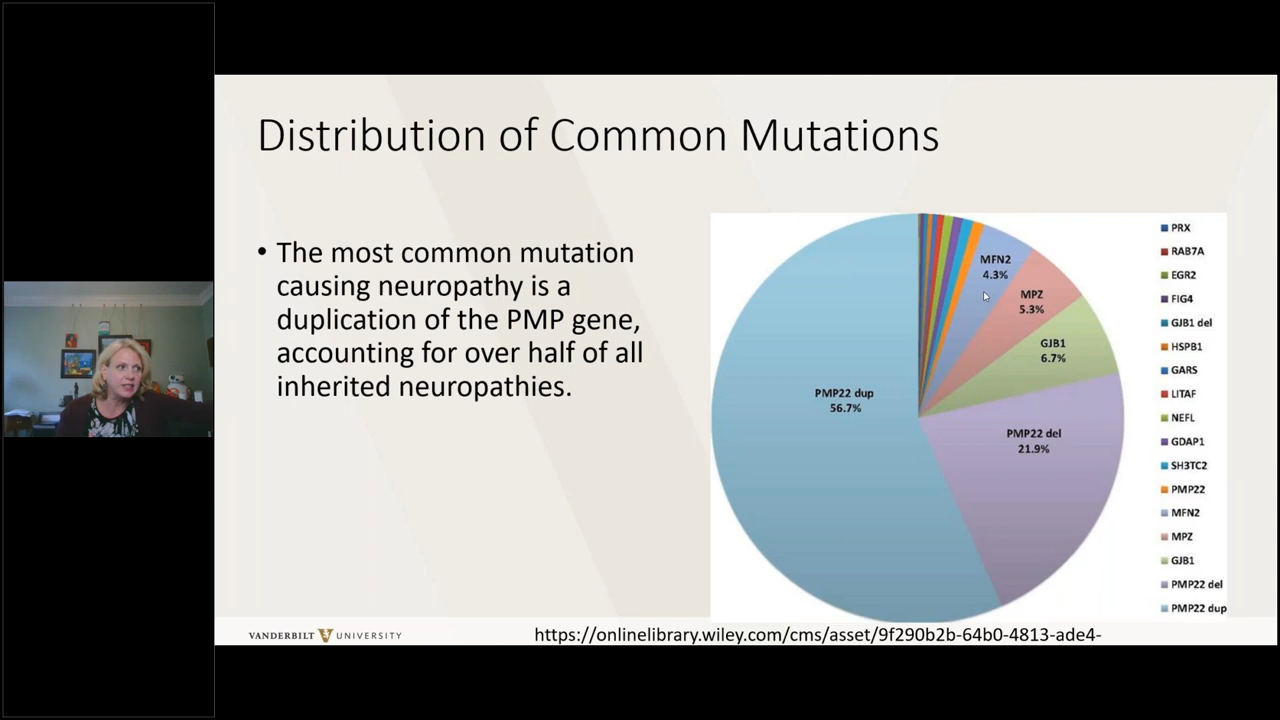 Distribution of Common Mutations
• The most common mutation
causing neuropathy is a
duplication of the PMP gene,
accounting for over half of all
inherited neuropathies.
MFN2
4.3%
MPZ
5.3%
GJB1
6.7%
PMP22 dup
56.7%
PMP22 del
21.9%
PRX
RAB7A
EGR2
FIG4
GJB1 del
HSPB1
GARS
LITAF
NEFL
GDAP1
SH3TC2
PMP22
MFN2
MPZ
GJB1
PMP22 del
PMP22 dup
VANDERBILT V UNIVERSITY
https://onlinelibrary.wiley.com/cms/asset/9f290b2b-64b0-4813-ade4-